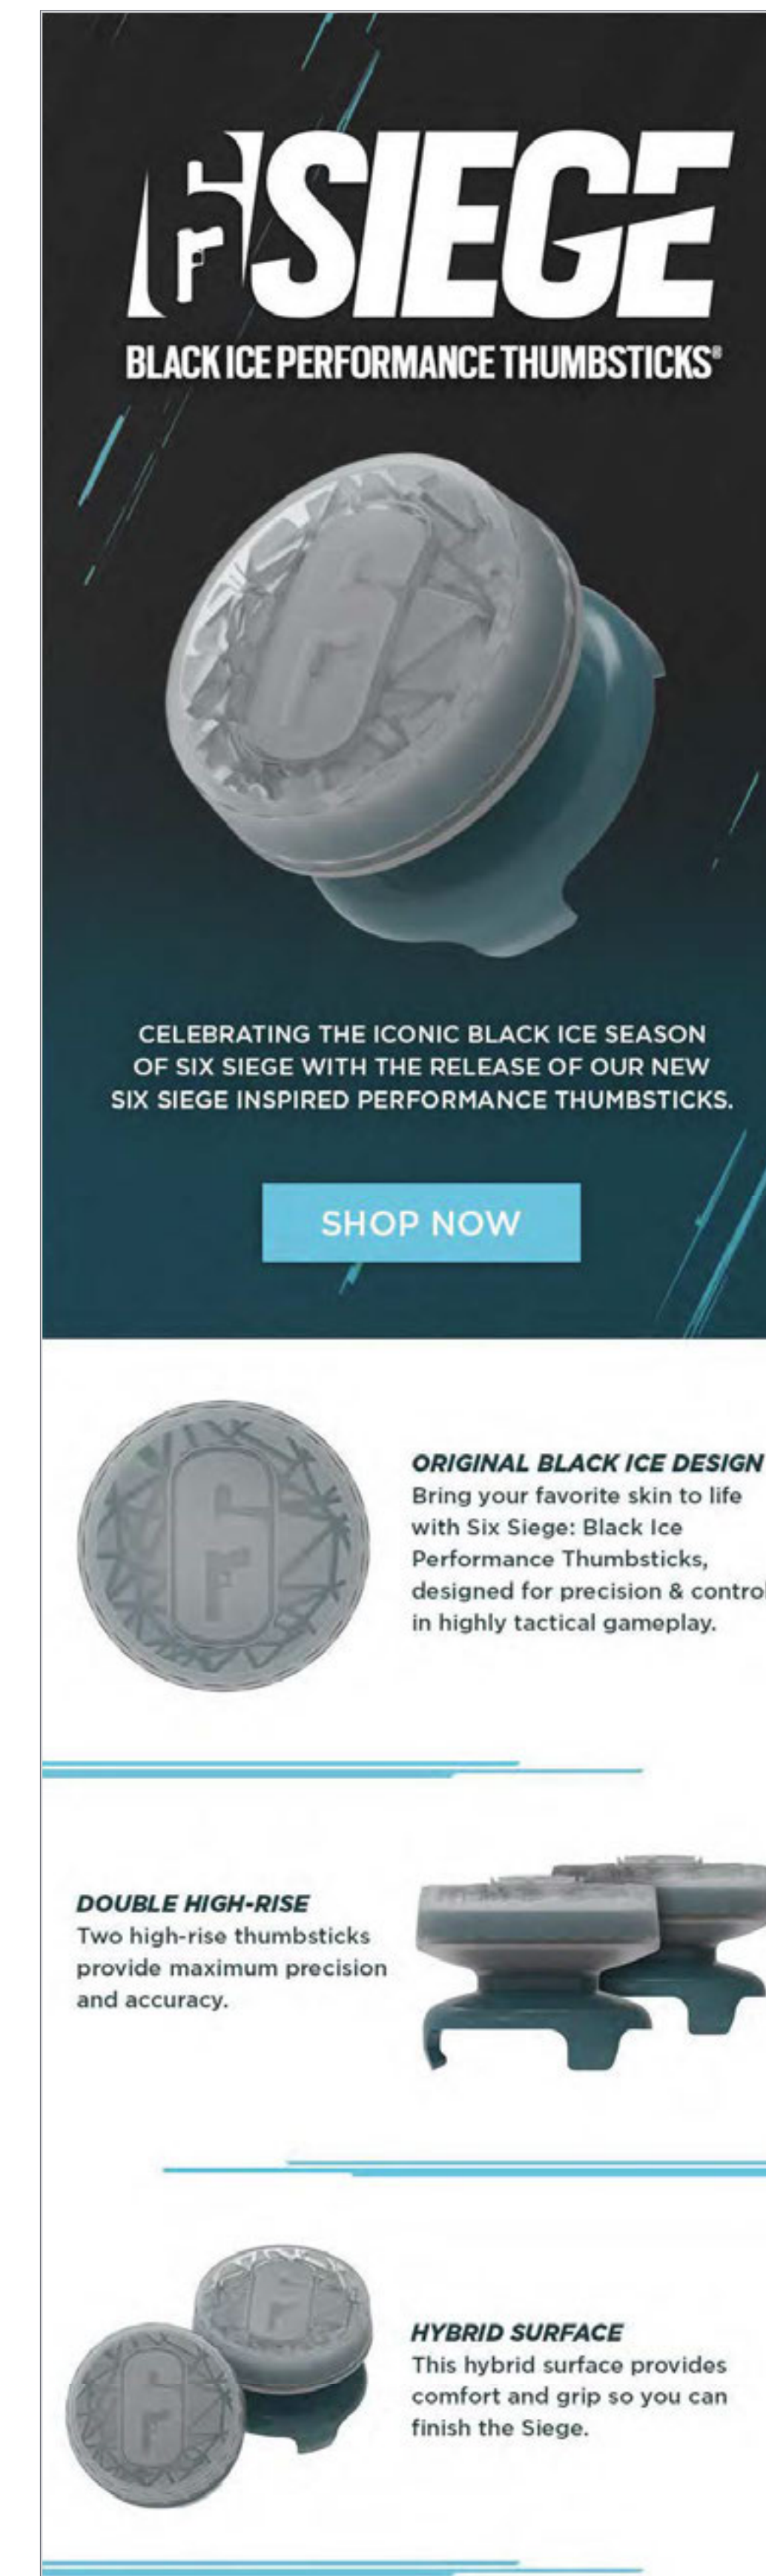 SIEGE
BLACK ICE PERFORMANCE THUMBSTICKS®
CELEBRATING THE ICONIC BLACK ICE SEASON
OF SIX SIEGE WITH THE RELEASE OF OUR NEW
SIX SIEGE INSPIRED PERFORMANCE THUMBSTICKS.
SHOP NOW
ORIGINAL BLACK ICE DESIGN
Bring your favorite skin to life
with Six Siege: Black Ice
Performance Thumbsticks,
designed for precision & control
in highly tactical gameplay.
DOUBLE HIGH-RISE
Two high-rise thumbsticks
provide maximum precision
and accuracy.
HYBRID SURFACE
This hybrid surface provides
comfort and grip so you can
finish the Siege.